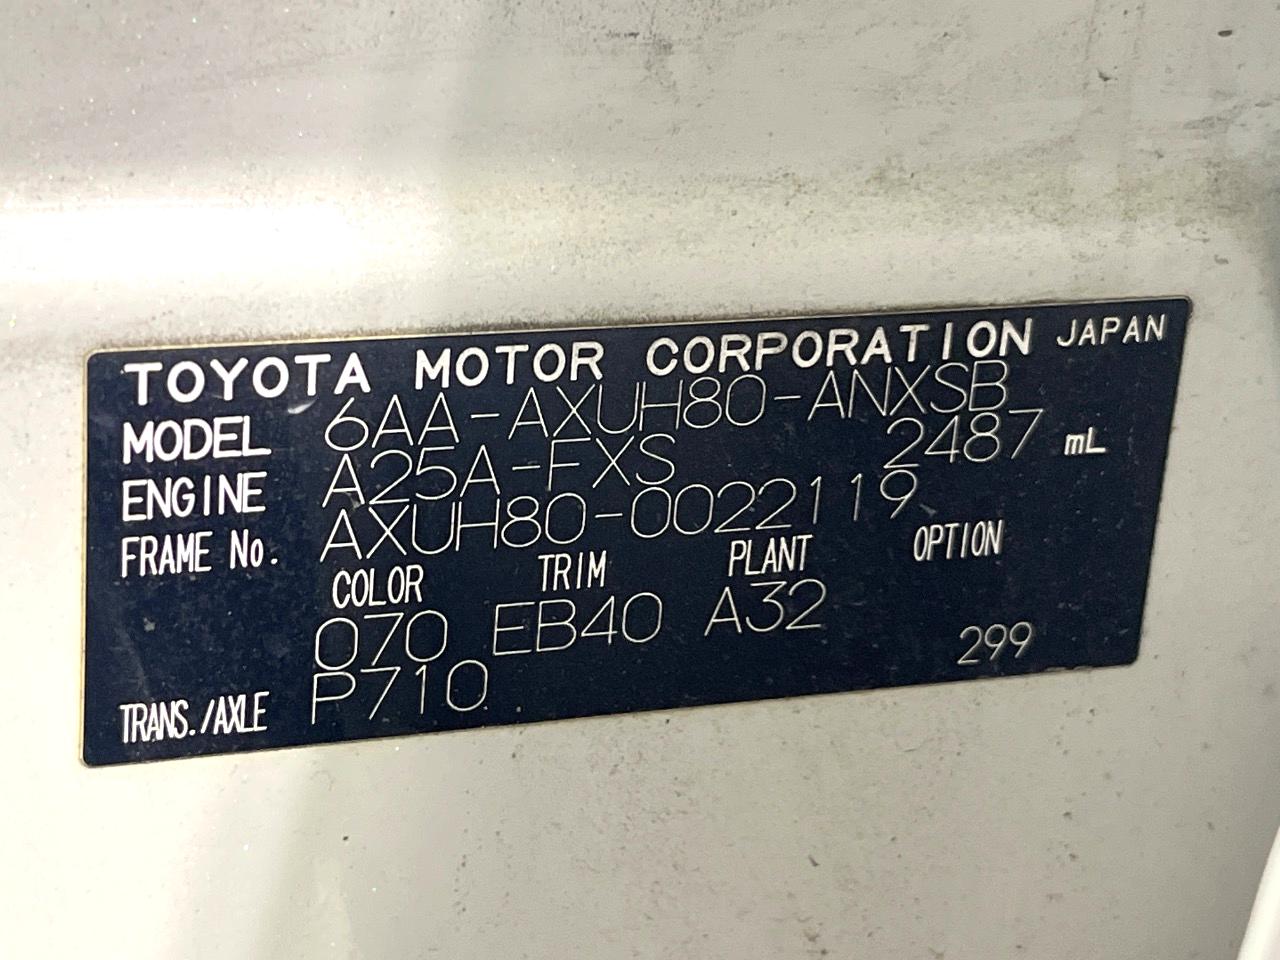 TOYOTA MOTOR CORPORATION JAPAN
MODEL 6AA-AXUH80-ANXSB
ENGINE A25A-FXS 2487 mL
FRAME No. AXUH80-0022119
COLOR TRIM PLANT OPTION
070 EB40 A32
TRANS./AXLE P710 299